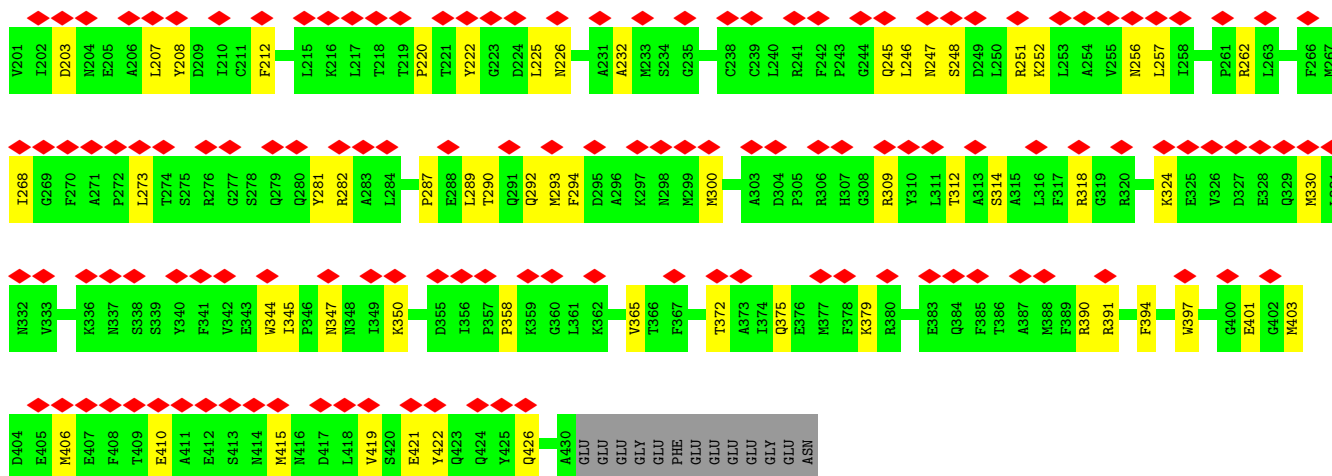 V201 I202 D203 N204 E205 A206 L207 Y208 D209 I210 C211 F212 L215 K216 L217 T218 T219 P220 T221 Y222 G223 D224 L225 N226 A231 A232 M233 S234 G235 C238 C239 L240 R241 F242 P243 G244 Q245 L246 N247 S248 D249 L250 R251 K252 L253 A254 V255 N256 L257 I258 P261 R262 L263 F266 M267
I268 G269 F270 A271 P272 L273 T274 S275 R276 G277 S278 Q279 Q280 Y281 R282 A283 L284 P287 E288 L289 T290 Q291 Q292 M293 F294 D295 A296 K297 N298 M299 M300 A303 D304 P305 R306 H307 G308 R309 Y310 L311 T312 A313 S314 A315 L316 F317 R318 G319 R320 K324 E325 V326 D327 E328 Q329 M330
N332 V333 K336 N337 S338 S339 Y340 F341 V342 E343 W344 I345 P346 N347 N348 I349 K350 D355 I356 P357 P358 K359 G360 L361 K362 V365 T366 F367 T372 A373 I374 Q375 E376 M377 F378 K379 R380 E383 Q384 F385 T386 A387 M388 F389 R390 R391 F394 W397 G400 E401 G402 M403
D404 E405 M406 E407 F408 T409 E410 A411 E412 S413 N414 M415 N416 D417 L418 V419 S420 E421 Y422 Q423 Q424 Y425 Q426 A430 GLU GLU GLU GLY GLU PHE GLU GLU GLU GLU GLY GLU ASN